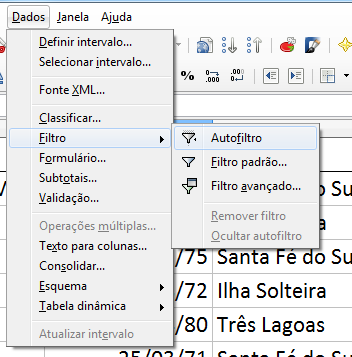 Dados Janela Ajuda
Definir intervalo...
Selecionar intervalo...
Fonte XML...
Classificar...
Filtro
Formulário...
Subtotais...
Validação...
Operações múltiplas...
Texto para colunas...
Consolidar...
Esquema
Tabela dinâmica
Atualizar intervalo
Autofiltro
Filtro padrão...
Filtro avançado...
Remover filtro
Ocultar autofiltro
do Su
/75 Santa Fé do Su
/72 Ilha Solteira
/80 Três Lagoas
25/03/71 Santa Fé do Su